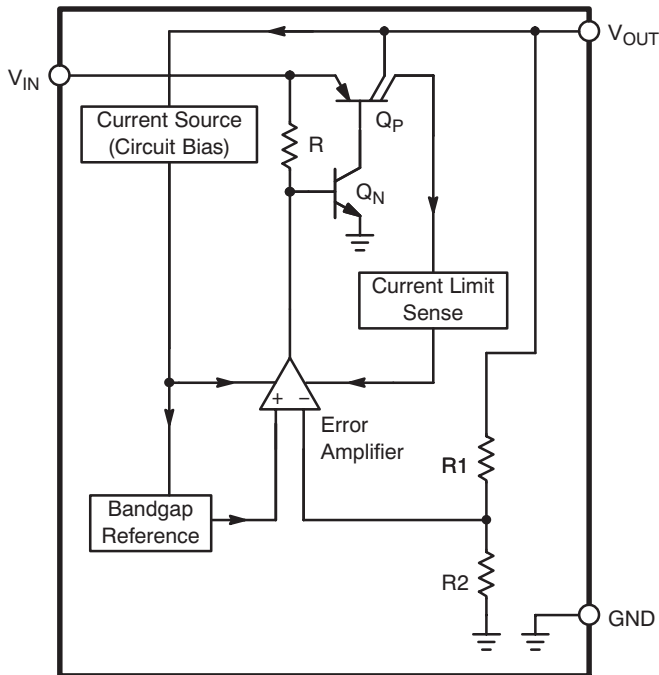 V_OUT
V_IN
Current Source
(Circuit Bias)
R
Q_P
Q_N
Current Limit
Sense
+ −
Error
Amplifier
R1
Bandgap
Reference
R2
GND